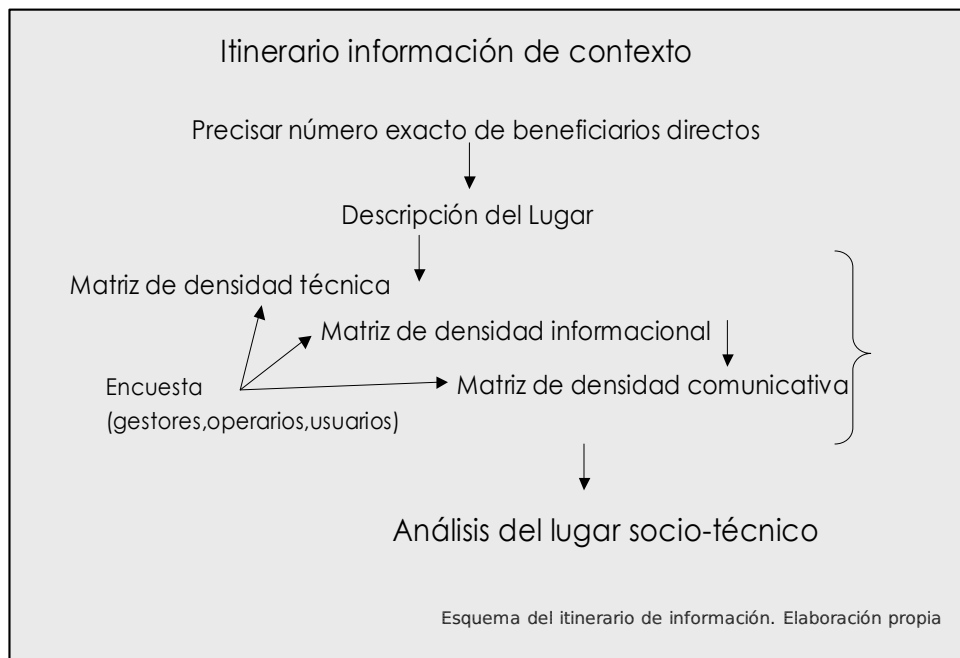 Itinerario información de contexto
Precisar número exacto de beneficiarios directos
Descripción del Lugar
Matriz de densidad técnica
Matriz de densidad informacional
Matriz de densidad comunicativa
Encuesta
(gestores,operarios,usuarios)
Análisis del lugar socio-técnico
Esquema del itinerario de información. Elaboración propia